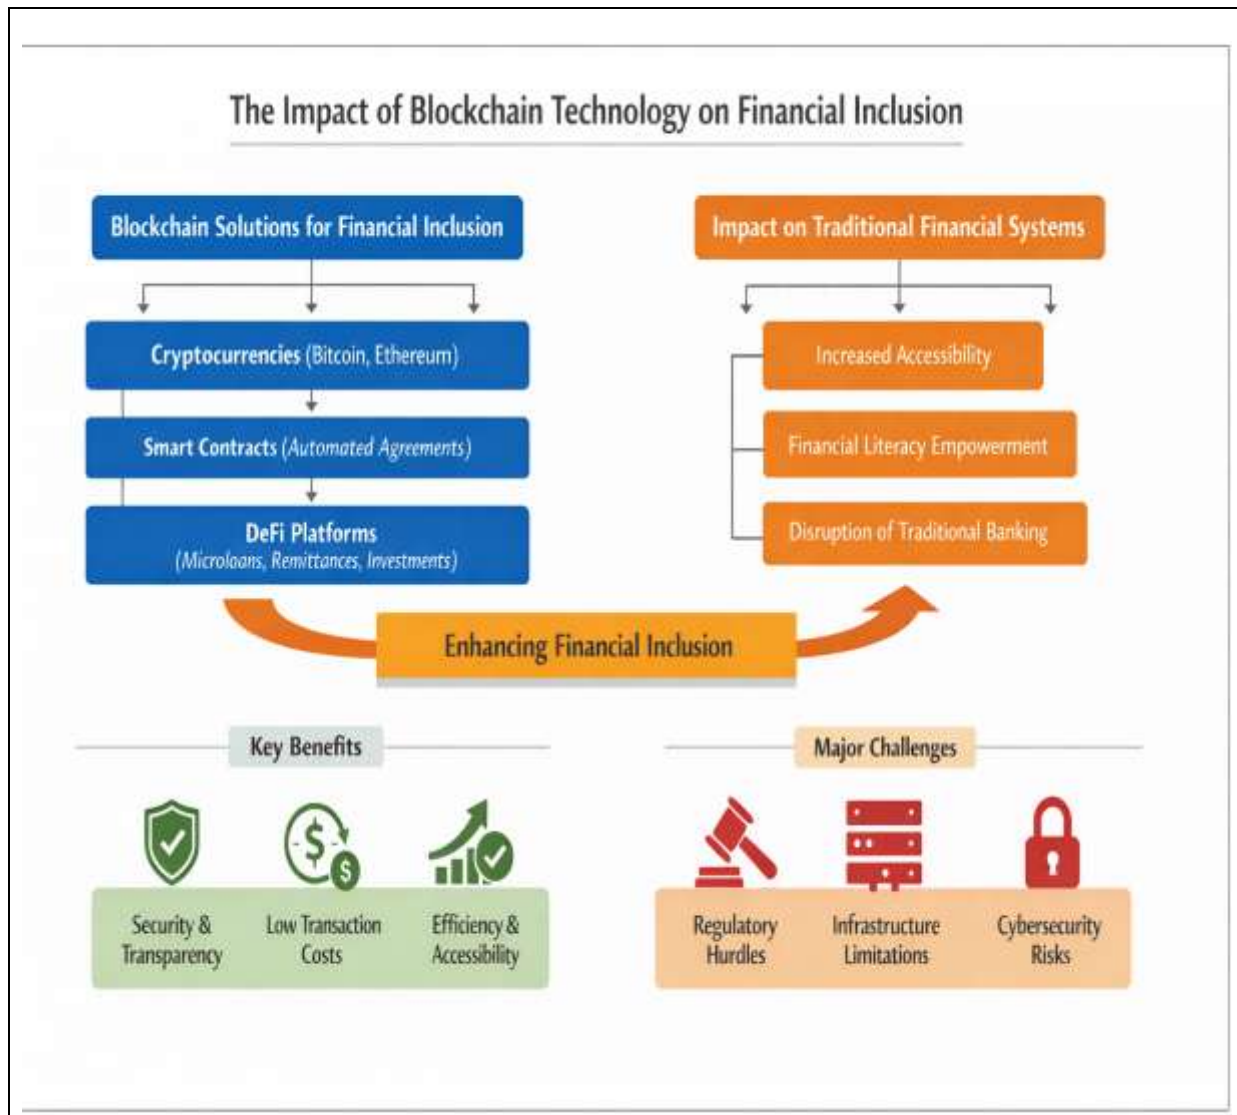 The Impact of Blockchain Technology on Financial Inclusion
Blockchain Solutions for Financial Inclusion
Cryptocurrencies (Bitcoin, Ethereum)
Smart Contracts (Automated Agreements)
DeFi Platforms
(Microloans, Remittances, Investments)
Impact on Traditional Financial Systems
Increased Accessibility
Financial Literacy Empowerment
Disruption of Traditional Banking
Enhancing Financial Inclusion
Key Benefits
Security &
Transparency
Low Transaction
Costs
Efficiency &
Accessibility
Major Challenges
Regulatory
Hurdles
Infrastructure
Limitations
Cybersecurity
Risks